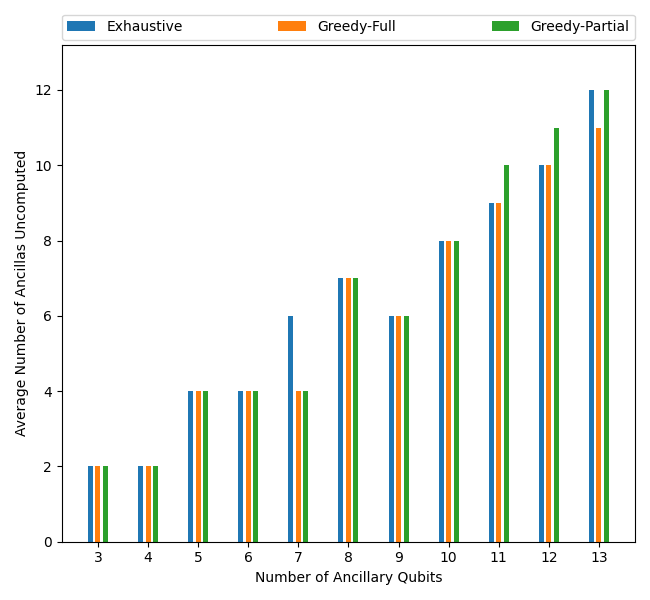 Exhaustive Greedy-Full Greedy-Partial
Average Number of Ancillas Uncomputed
12
10
8
6
4
2
0
3 4 5 6 7 8 9 10 11 12 13
Number of Ancillary Qubits